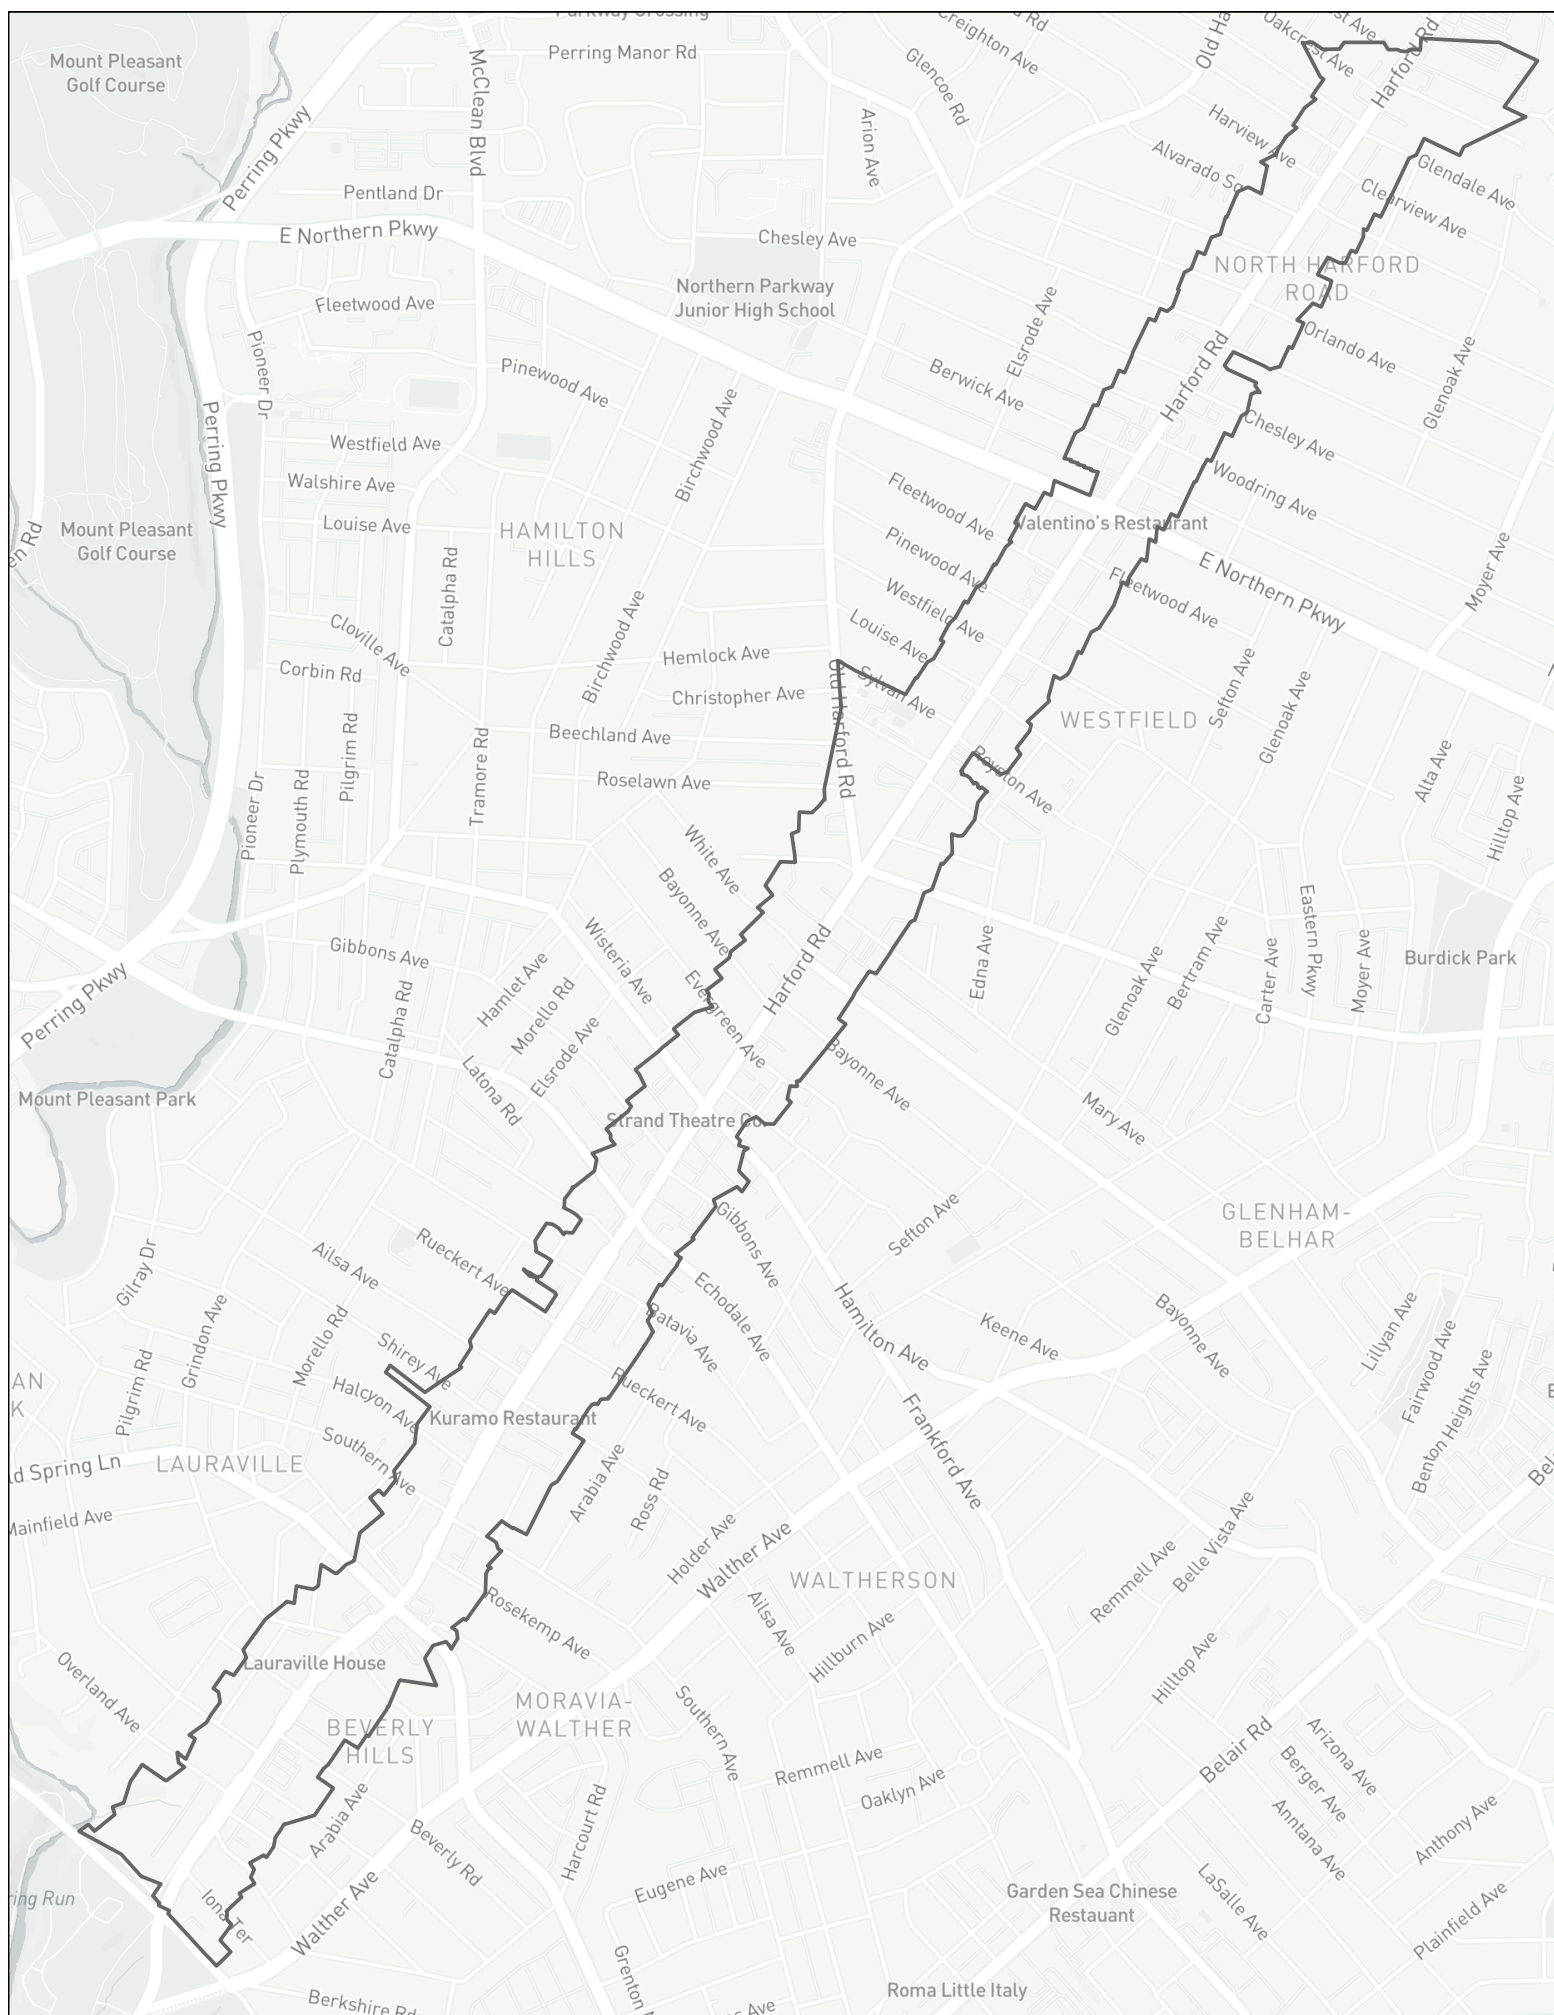 Parkway Crossing
Creighton Ave
Old Ha
Oakcrest Ave
Harford Rd
Mount Pleasant
Golf Course
McClean Blvd
Perring Manor Rd
Glencoe Rd
Perring Pkwy
Arion Ave
Harview Ave
Alvarado Sq
Glendale Ave
Clearview Ave
Pentland Dr
E Northern Pkwy
Chesley Ave
NORTH HARFORD
ROAD
Northern Parkway
Junior High School
Fleetwood Ave
Elsrode Ave
Orlando Ave
Glenoak Ave
Pioneer Dr
Pinewood Ave
Berwick Ave
Harford Rd
Birchwood Ave
Chesley Ave
Perring Pkwy
Westfield Ave
Walshire Ave
Woodring Ave
Fleetwood Ave
Louise Ave
Mount Pleasant
Golf Course
HAMILTON
HILLS
Valentino's Restaurant
en Rd
Catalpha Rd
Pinewood Ave
E Northern Pkwy
Moyer Ave
Fleetwood Ave
Westfield Ave
Cloville Ave
Birchwood Ave
Louise Ave
Hemlock Ave
Corbin Rd
Christopher Ave
Old Harford Rd
Sylvan Ave
Sefton Ave
Glenoak Ave
WESTFIELD
Pilgrim Rd
Beechland Ave
Tramore Rd
Roselawn Ave
Royston Ave
Alta Ave
Hilltop Ave
Pioneer Dr
Plymouth Rd
White Ave
Bayonne Ave
Wisteria Ave
Harford Rd
Edna Ave
Glenoak Ave
Bertram Ave
Carter Ave
Eastern Pkwy
Moyer Ave
Burdick Park
Gibbons Ave
Hamlet Ave
Morello Rd
Elsrode Ave
Evergreen Ave
Perring Pkwy
Catalpha Rd
Latona Rd
Bayonne Ave
Mount Pleasant Park
Strand Theatre Co.
Mary Ave
Gibbons Ave
Sefton Ave
GLENHAM-
BELHAR
Gilray Dr
Ailsa Ave
Rueckert Ave
Echodale Ave
Hamilton Ave
Keene Ave
Bayonne Ave
Lillyan Ave
Fairwood Ave
Benton Heights Ave
Grindon Ave
Morello Rd
Shirey Ave
Batavia Ave
AN
K
Pilgrim Rd
Halcyon Ave
Rueckert Ave
Kuramo Restaurant
Frankford Ave
ld Spring Ln
LAURAVILLE
Southern Ave
Arabia Ave
Ross Rd
Mainfield Ave
Holder Ave
Walther Ave
Belle Vista Ave
Remmell Ave
WALTHERSON
Rosekemp Ave
Ailsa Ave
Hillburn Ave
Hilltop Ave
Lauraville House
Overland Ave
MORAVIA-
WALTHER
BEVERLY
HILLS
Southern Ave
Belair Rd
Arizona Ave
Berger Ave
Remmell Ave
Oaklyn Ave
Arabia Ave
Harcourt Rd
Beverly Rd
Anntana Ave
Anthony Ave
Eugene Ave
Garden Sea Chinese
Restauant
LaSalle Ave
ring Run
Iona Ter
Walther Ave
Plainfield Ave
Roma Little Italy
Berkshire Rd